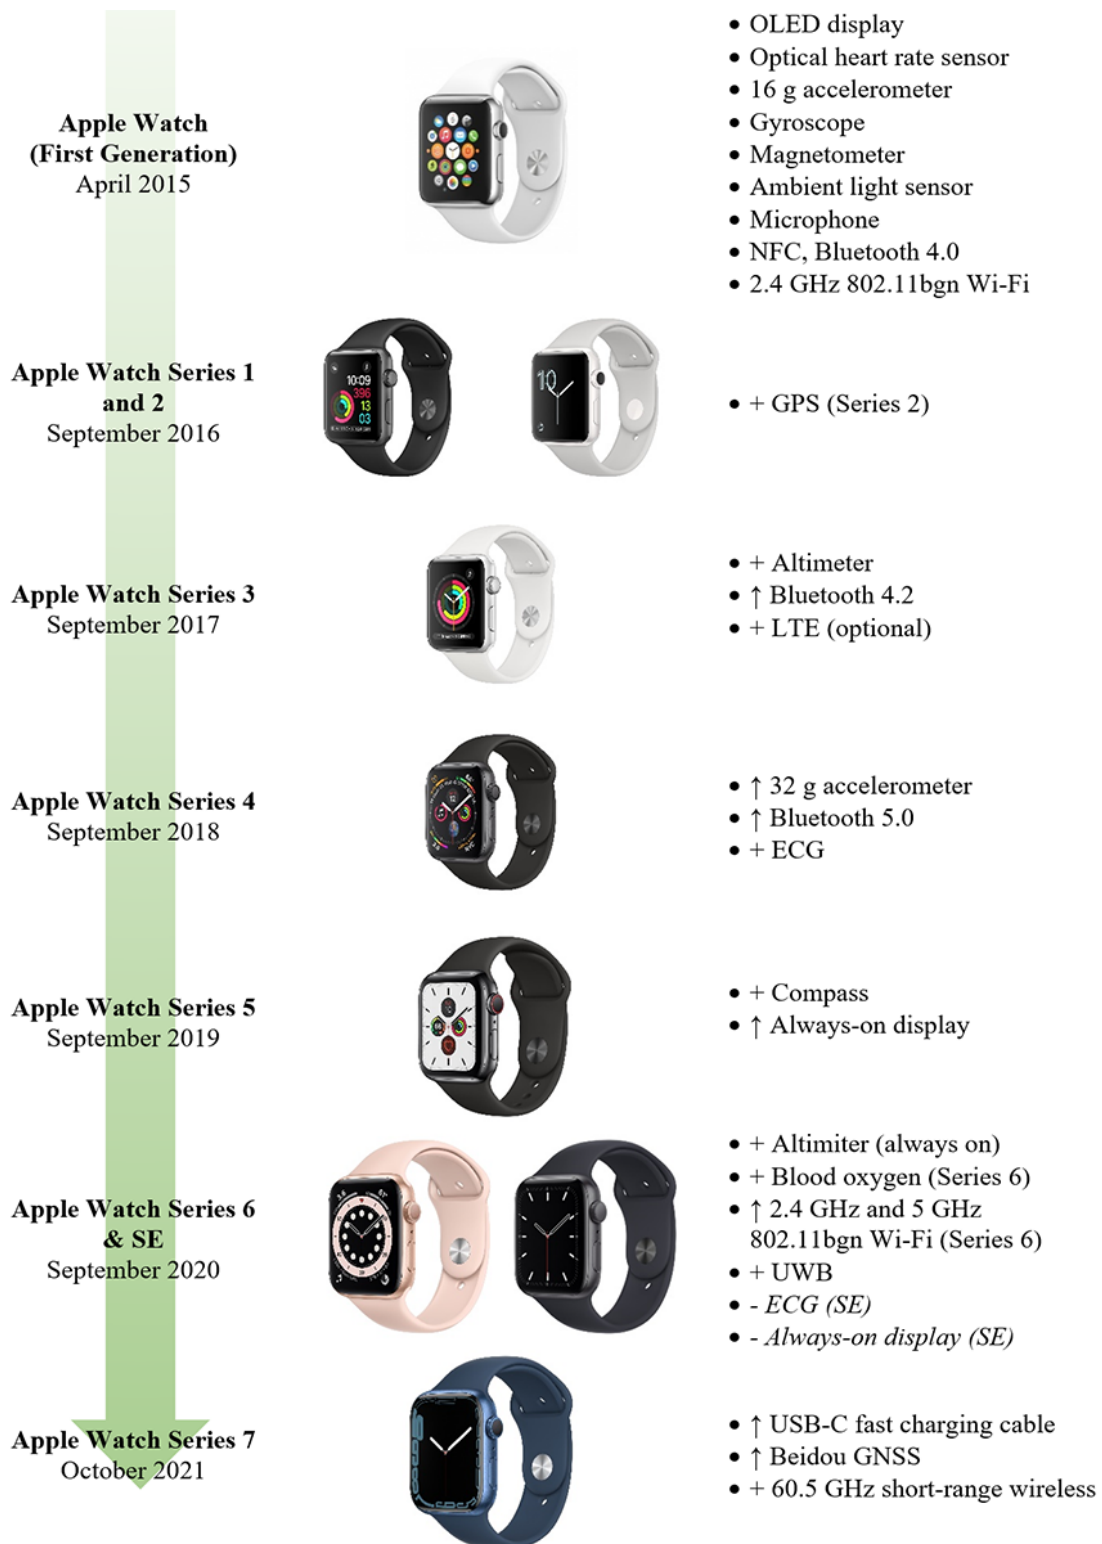 Apple Watch
(First Generation)
April 2015
• OLED display
• Optical heart rate sensor
• 16 g accelerometer
• Gyroscope
• Magnetometer
• Ambient light sensor
• Microphone
• NFC, Bluetooth 4.0
• 2.4 GHz 802.11bgn Wi-Fi
Apple Watch Series 1
and 2
September 2016
10:09
396
13
03
10
• + GPS (Series 2)
Apple Watch Series 3
September 2017
• + Altimeter
• ↑ Bluetooth 4.2
• + LTE (optional)
Apple Watch Series 4
September 2018
12
• ↑ 32 g accelerometer
• ↑ Bluetooth 5.0
• + ECG
Apple Watch Series 5
September 2019
• + Compass
• ↑ Always-on display
Apple Watch Series 6
& SE
September 2020
• + Altimiter (always on)
• + Blood oxygen (Series 6)
• ↑ 2.4 GHz and 5 GHz
802.11bgn Wi-Fi (Series 6)
• + UWB
• - ECG (SE)
• - Always-on display (SE)
Apple Watch Series 7
October 2021
• ↑ USB-C fast charging cable
• ↑ Beidou GNSS
• + 60.5 GHz short-range wireless